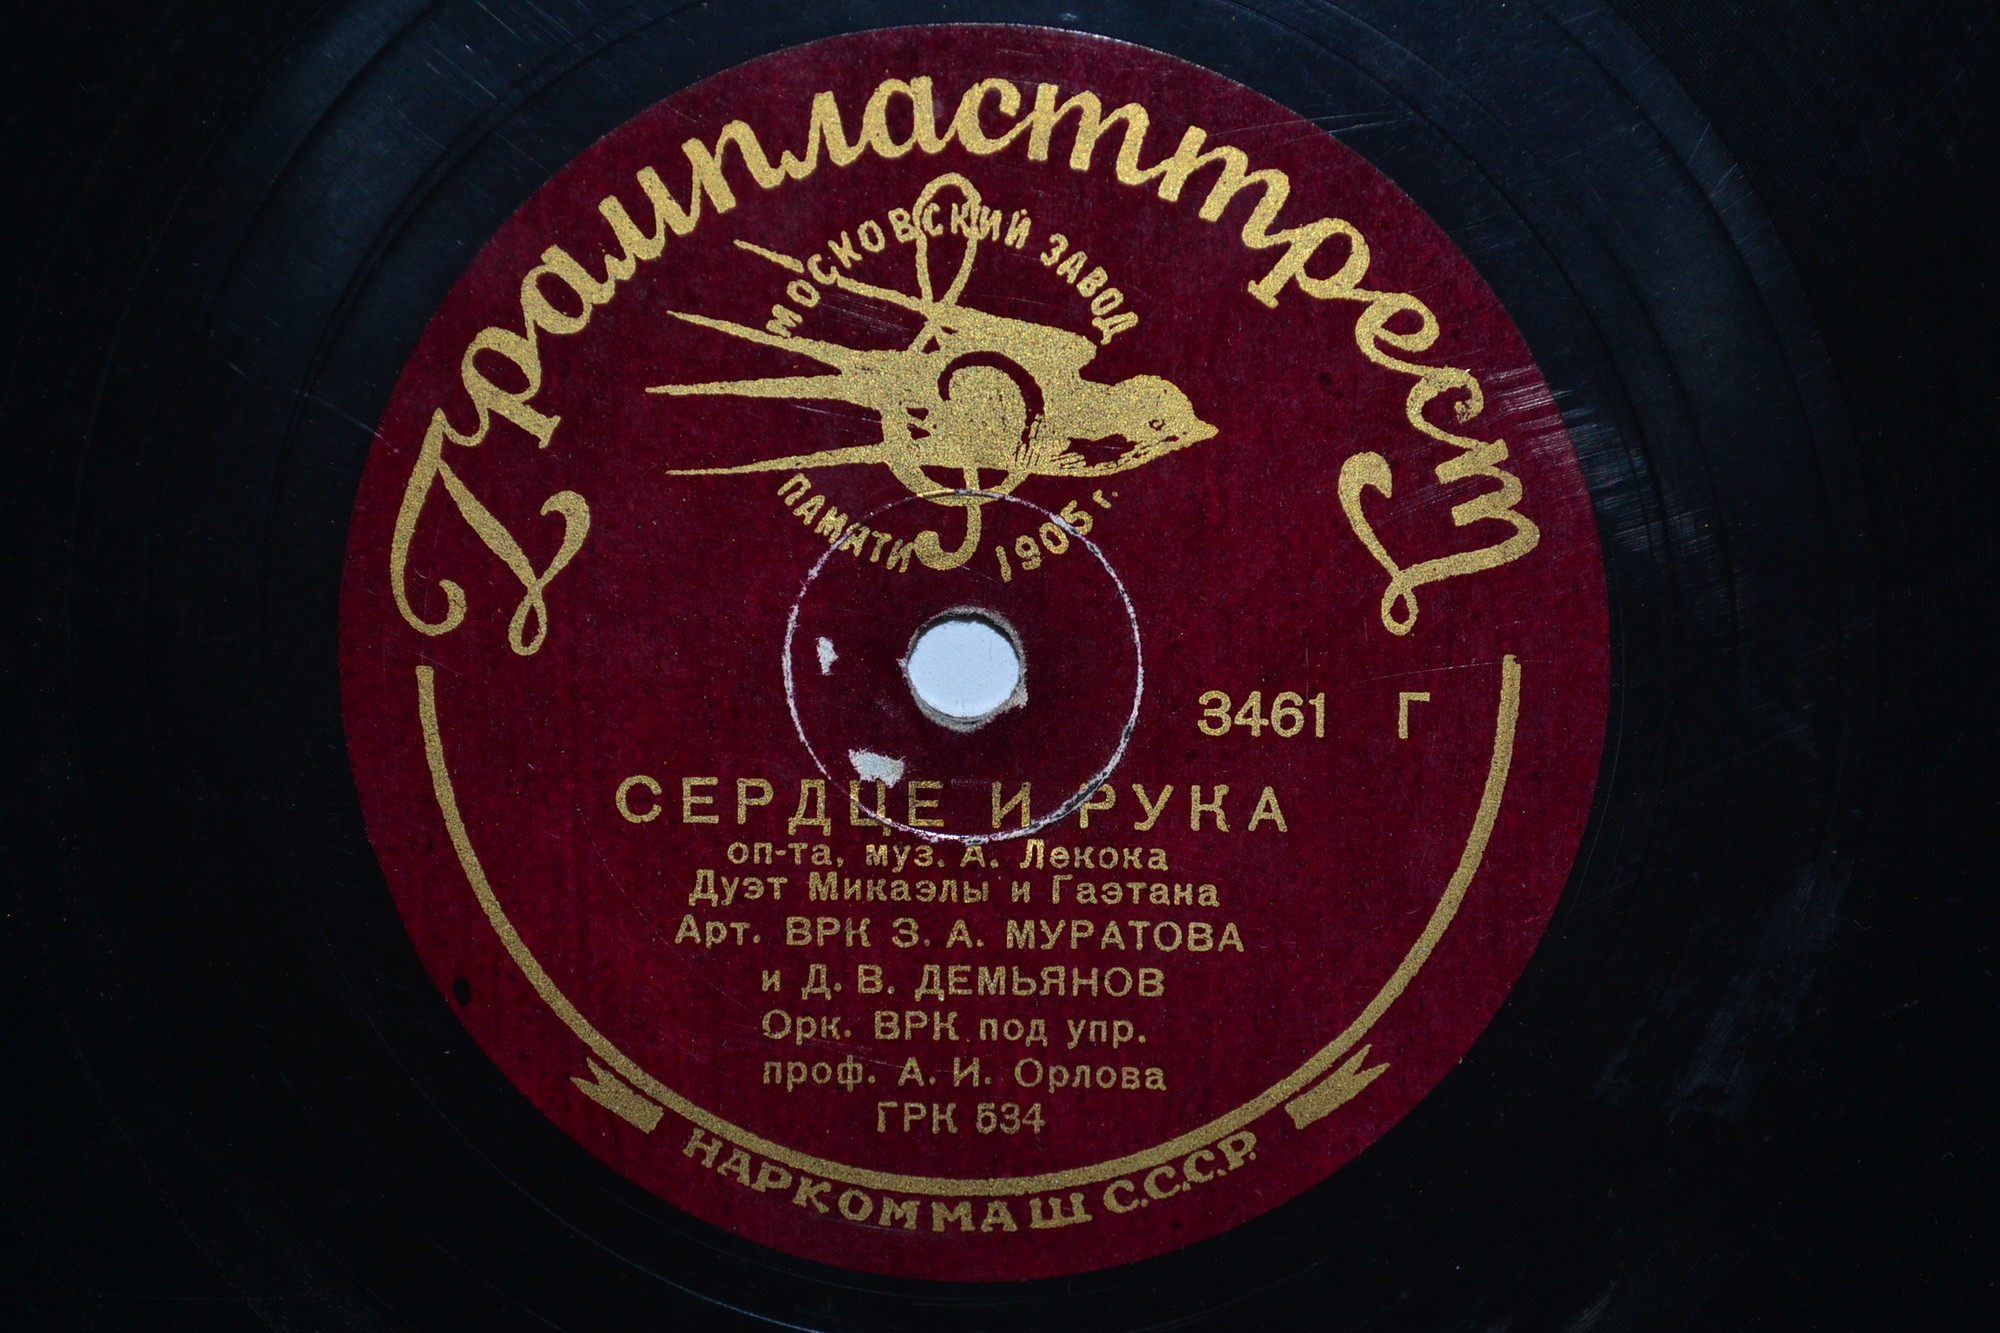 Грампласттрест
МОСКОВСКИЙ ЗАВОД
ПАМЯТИ 1905 г.
3461 Г
СЕРДЦЕ И РУКА
оп-та, муз. А. Лекока
Дуэт Микаэлы и Гаэтана
Арт. ВРК З. А. МУРАТОВА
и Д. В. ДЕМЬЯНОВ
Орк. ВРК под упр.
проф. А. И. Орлова
ГРК 534
НАРКОММАШ С.С.С.Р.